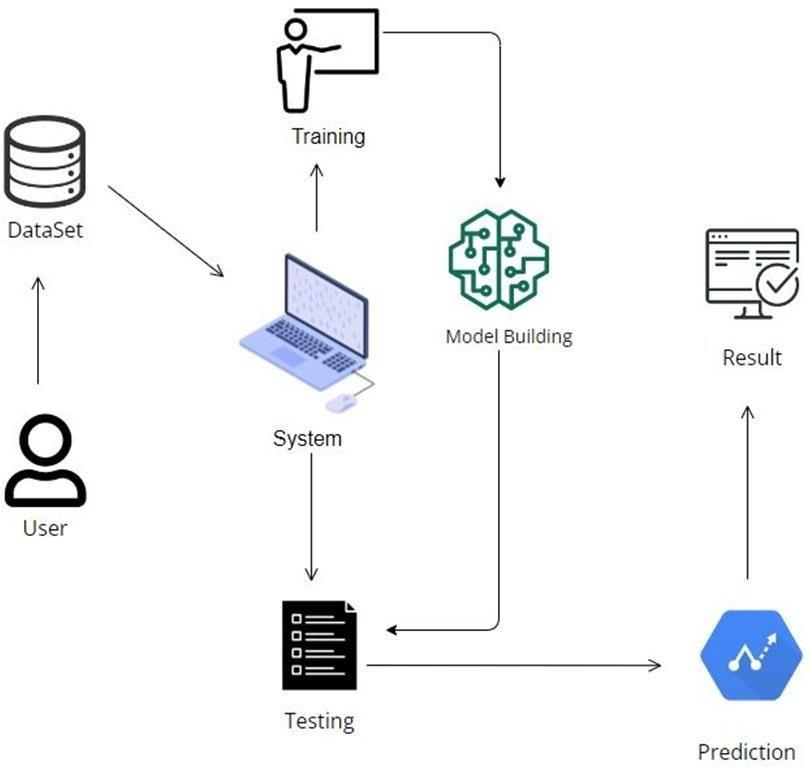 Training
DataSet
Model Building
Result
System
User
Testing
Prediction